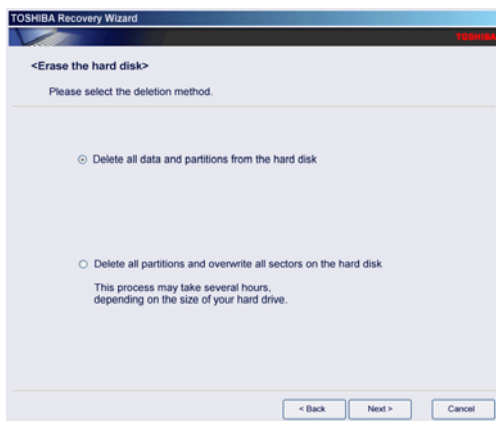 TOSHIBA Recovery Wizard
TOSHIBA
<Erase the hard disk>
Please select the deletion method.
Delete all data and partitions from the hard disk
Delete all partitions and overwrite all sectors on the hard disk
This process may take several hours,
depending on the size of your hard drive.
< Back Next > Cancel